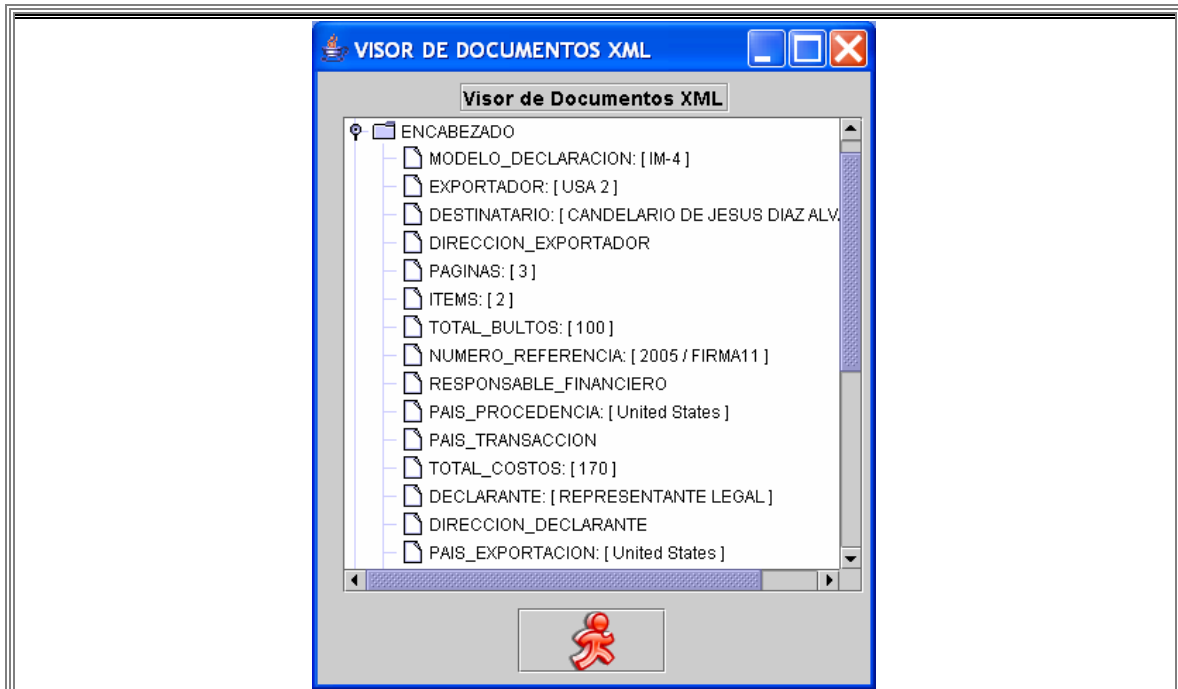 VISOR DE DOCUMENTOS XML
Visor de Documentos XML
ENCABEZADO
MODELO_DECLARACION: [ IM-4 ]
EXPORTADOR: [ USA 2 ]
DESTINATARIO: [ CANDELARIO DE JESUS DIAZ ALV
DIRECCION_EXPORTADOR
PAGINAS: [ 3 ]
ITEMS: [ 2 ]
TOTAL_BULTOS: [ 100 ]
NUMERO_REFERENCIA: [ 2005 / FIRMA11 ]
RESPONSABLE_FINANCIERO
PAIS_PROCEDENCIA: [ United States ]
PAIS_TRANSACCION
TOTAL_COSTOS: [ 170 ]
DECLARANTE: [ REPRESENTANTE LEGAL ]
DIRECCION_DECLARANTE
PAIS_EXPORTACION: [ United States ]